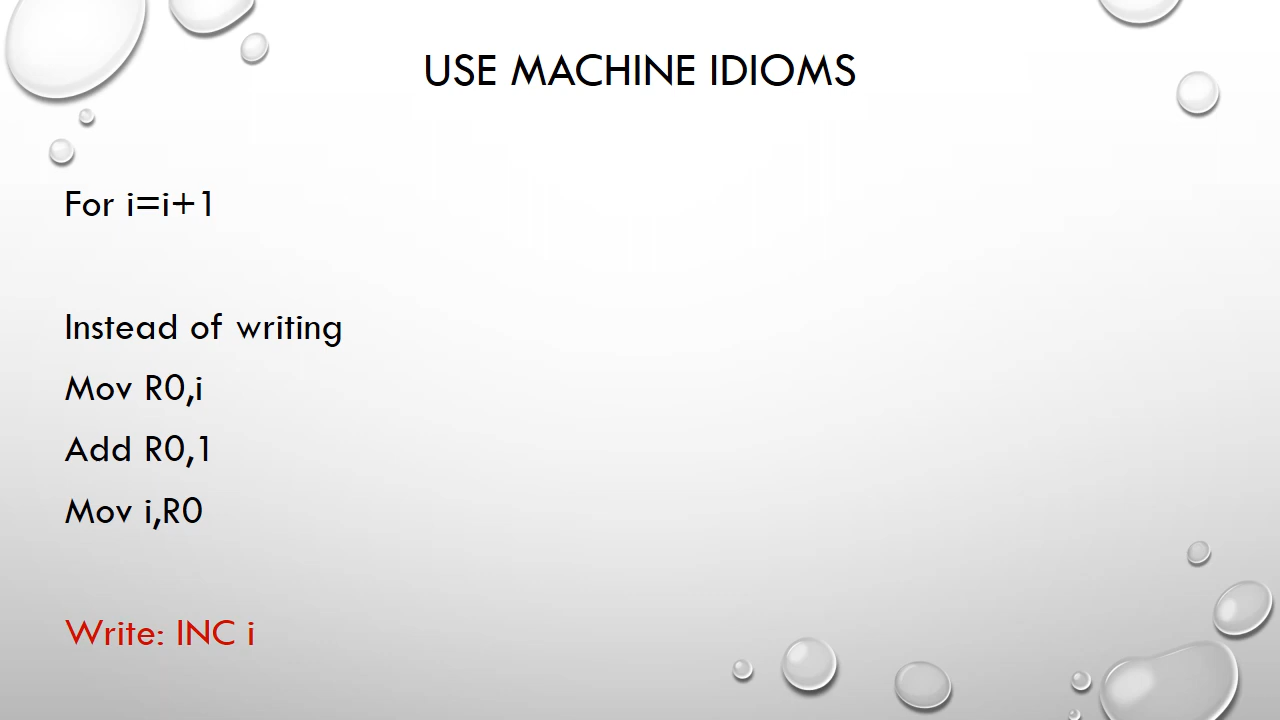 USE MACHINE IDIOMS
For i=i+1
Instead of writing
Mov R0,i
Add R0,1
Mov i,R0
Write: INC i